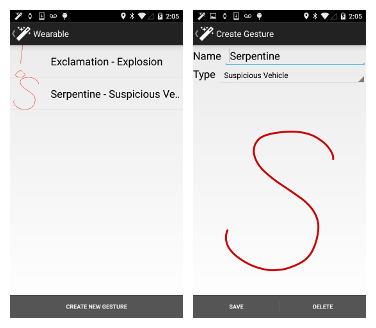 2:05
Wearable
Exclamation - Explosion
Serpentine - Suspicious Ve..
CREATE NEW GESTURE
2:05
Create Gesture
Name Serpentine
Type Suspicious Vehicle
SAVE DELETE